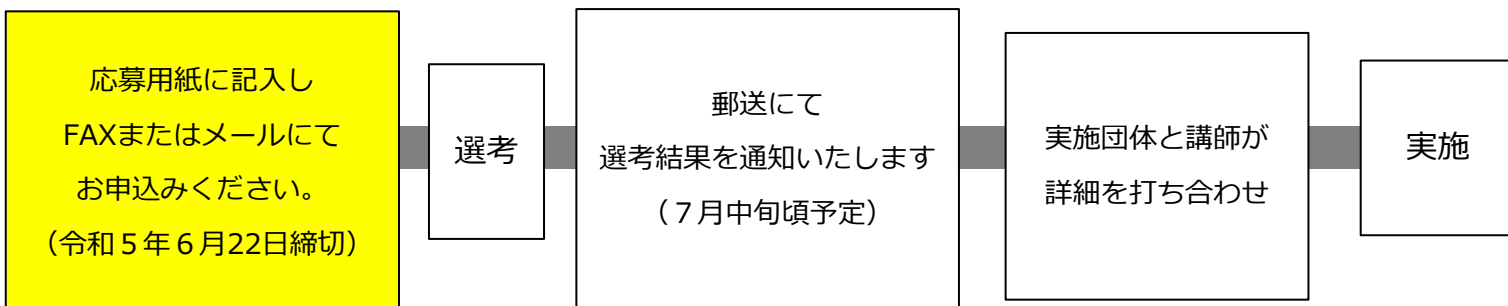 応募用紙に記入し
FAXまたはメールにて
お申込みください。
（令和５年６月22日締切）
選考
郵送にて
選考結果を通知いたします
（７月中旬頃予定）
実施団体と講師が
詳細を打ち合わせ
実施